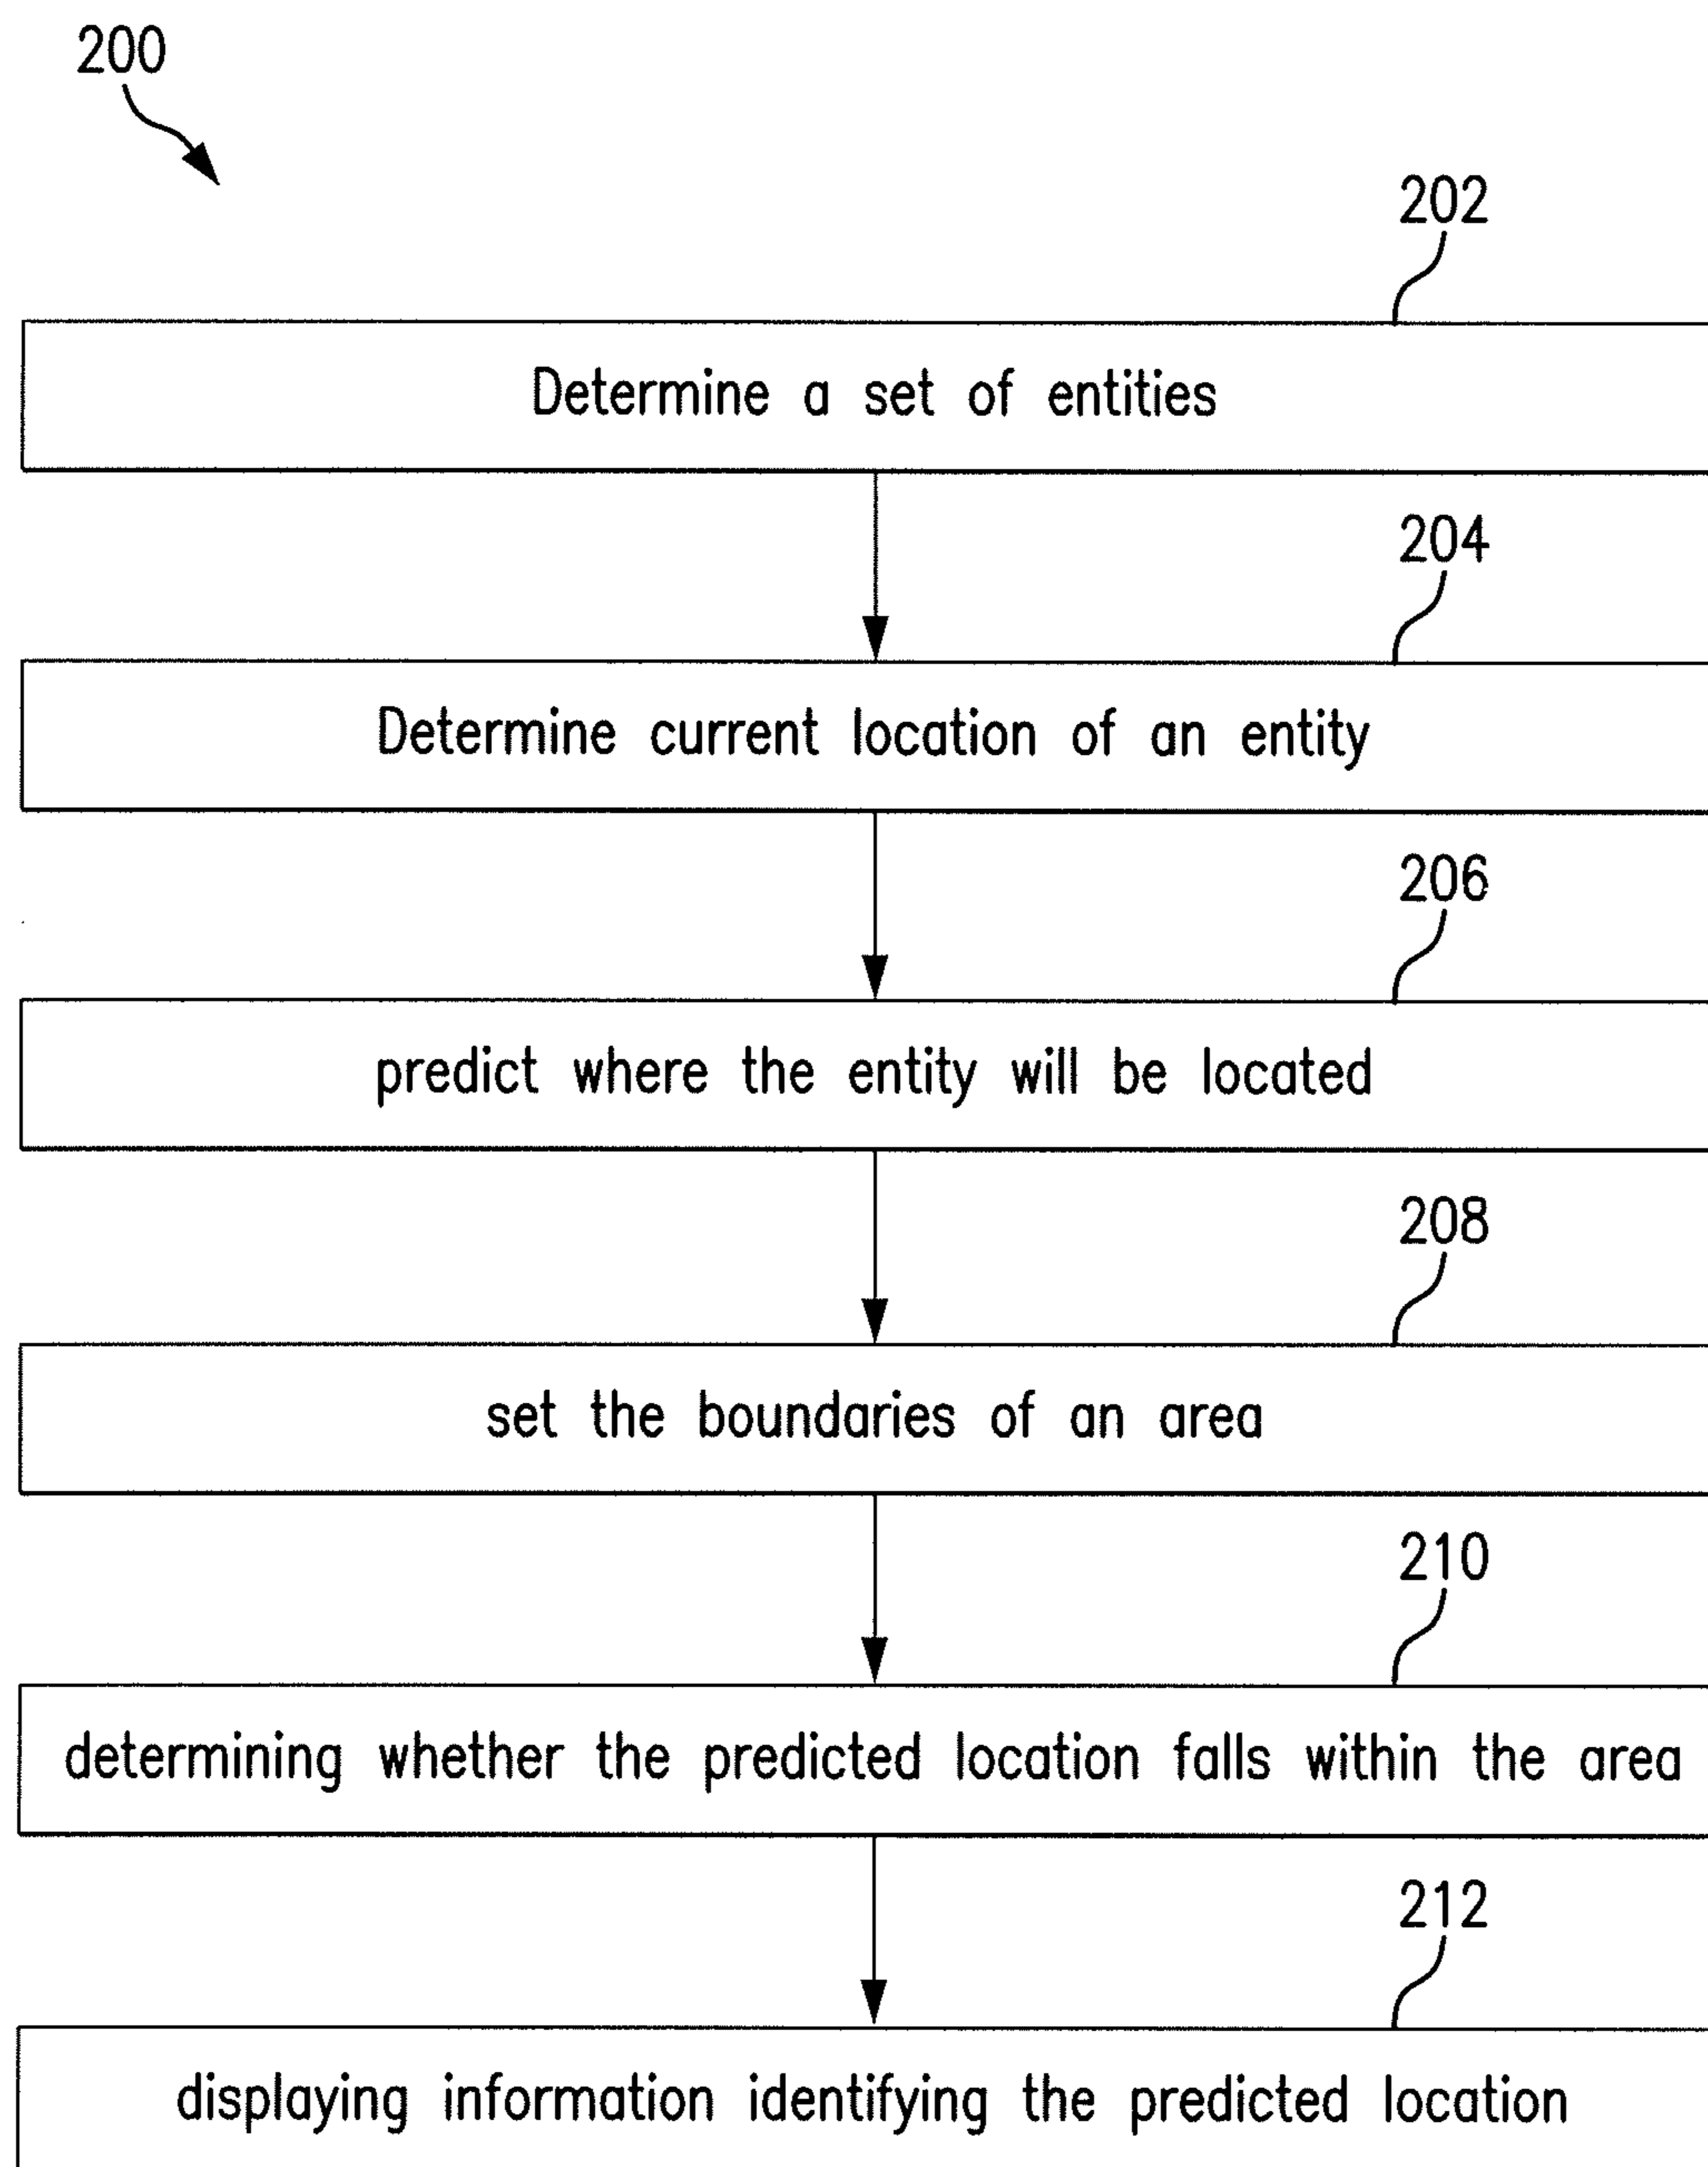 200
202
Determine a set of entities
204
Determine current location of an entity
206
predict where the entity will be located
208
set the boundaries of an area
210
determining whether the predicted location falls within the area
212
displaying information identifying the predicted location